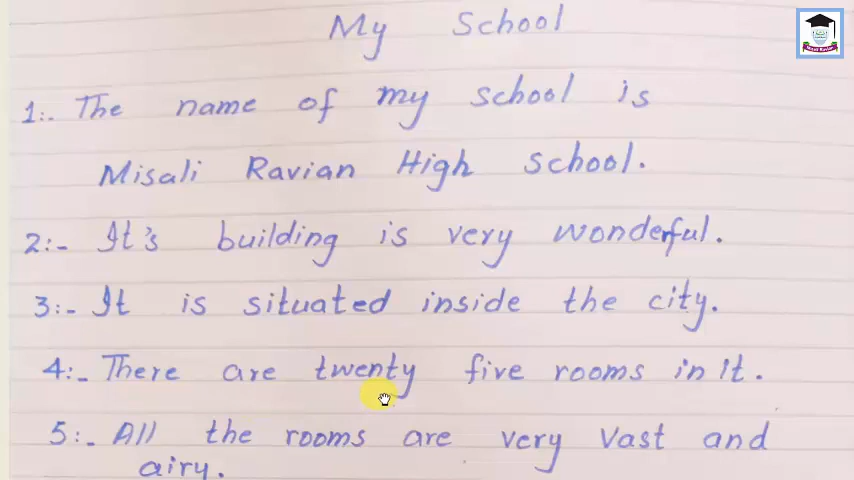 My School
1:. The name of my school is
Misali Ravian High school.
2:- It's building is very wonderful.
3:- It is situated inside the city.
4:- There are twenty five rooms in it.
5:- All the rooms are very vast and
airy.